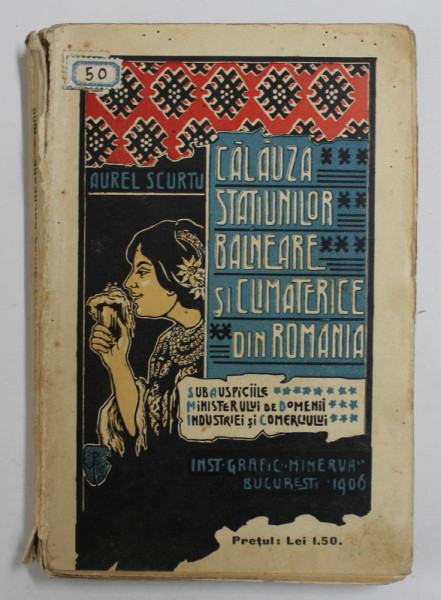 50
AUREL SCURTU
CĂLĂUZA
STAȚIUNILOR
BALNEARE
ȘI CLIMATERICE
DIN ROMÂNIA
SUB AUSPICIILE
MINISTERULUI DE DOMENII
INDUSTRIEI ȘI COMERCIULUI
INST-GRAFIC "MINERVA"
BUCUREȘTI-1906
Prețul: Lei 1.50.